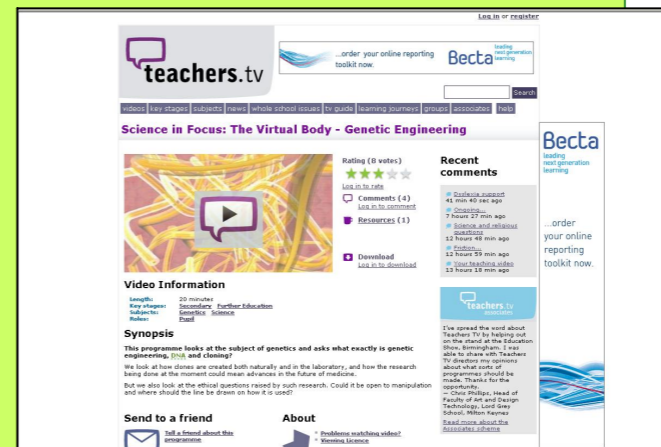 Log in or register
teachers.tv
...order your online reporting
toolkit now.
Becta
leading
next generation
learning
Search
videos key stages subjects news whole school issues tv guide learning journeys groups associates help
Science in Focus: The Virtual Body - Genetic Engineering
Rating (8 votes)
Log in to rate
Comments (4)
Log in to comment
Resources (1)
Download
Log in to download
Recent
comments
Dyslexia support
41 min 40 sec ago
Ongoing...
7 hours 27 min ago
Science and religious
questions
12 hours 46 min ago
Friction...
12 hours 59 min ago
Your teaching video
13 hours 18 min ago
Becta
leading
next generation
learning
...order
your online
reporting
toolkit now.
Video Information
Length: 20 minutes
Key stages: Secondary Further Education
Subjects: Genetics Science
Roles: Pupil
Synopsis
This programme looks at the subject of genetics and asks what exactly is genetic
engineering, DNA and cloning?
We look at how clones are created both naturally and in the laboratory, and how the research
being done at the moment could mean advances in the future of medicine.
But we also look at the ethical questions raised by such research. Could it be open to manipulation
and where should the line be drawn on how it is used?
teachers.tv
associates
I've spread the word about
Teachers TV by helping out
on the stand at the Education
Show, Birmingham. I was
able to share with Teachers
TV directors my opinions
about what sorts of
programmes should be
made. Thanks for the
opportunity.
— Chris Phillips, Head of
Faculty of Art and Design
Technology, Lord Grey
School, Milton Keynes
Read more about the
Associates scheme
Send to a friend
Tell a friend about this
programme
About
Problems watching video?
Viewing Licence